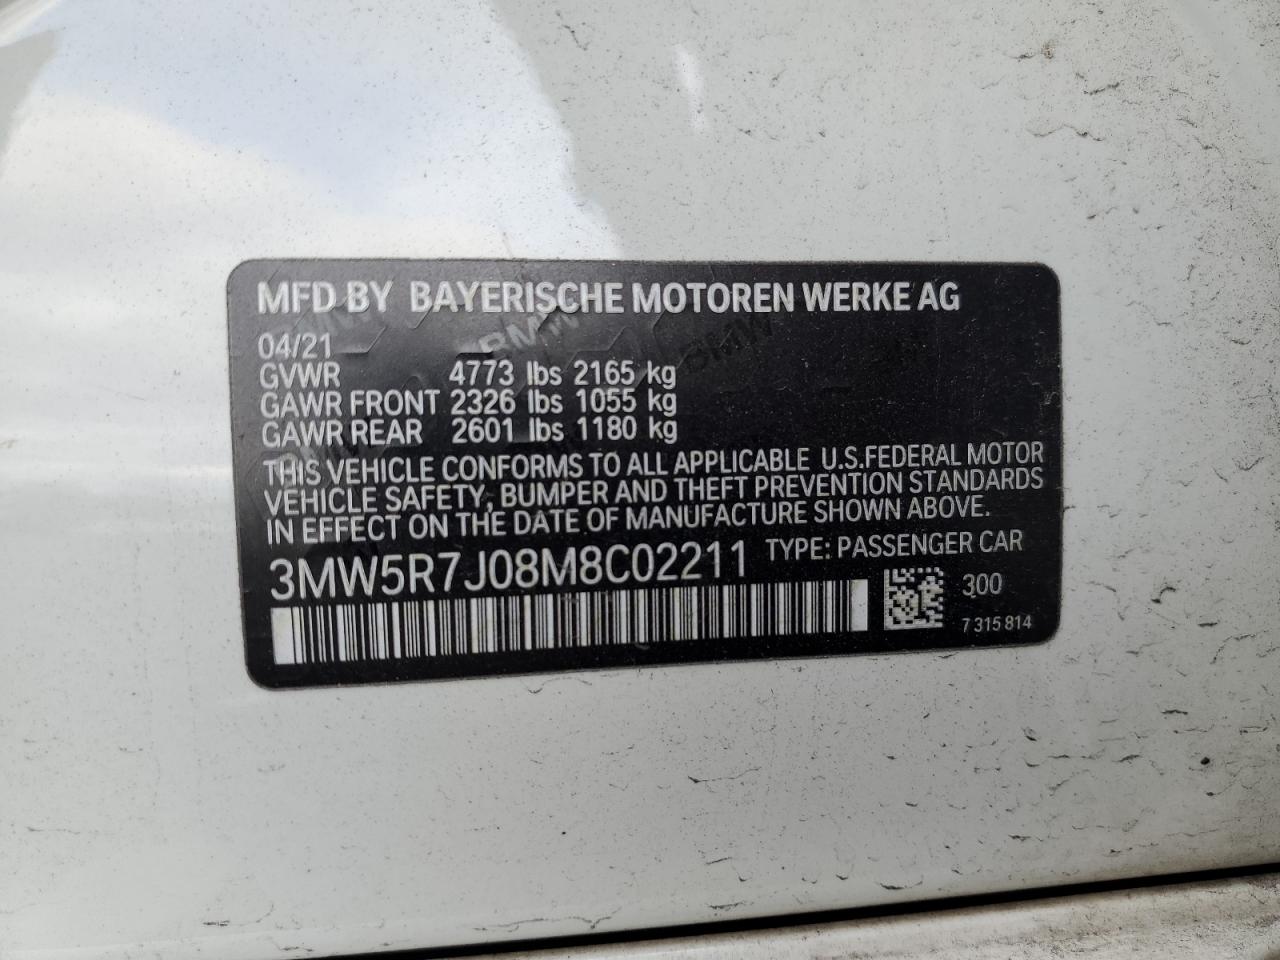 MFD BY BAYERISCHE MOTOREN WERKE AG
04/21
GVWR 4773 lbs 2165 kg
GAWR FRONT 2326 lbs 1055 kg
GAWR REAR 2601 lbs 1180 kg
THIS VEHICLE CONFORMS TO ALL APPLICABLE U.S.FEDERAL MOTOR
VEHICLE SAFETY, BUMPER AND THEFT PREVENTION STANDARDS
IN EFFECT ON THE DATE OF MANUFACTURE SHOWN ABOVE.
3MW5R7J08M8C02211 TYPE: PASSENGER CAR
300
7 315 814